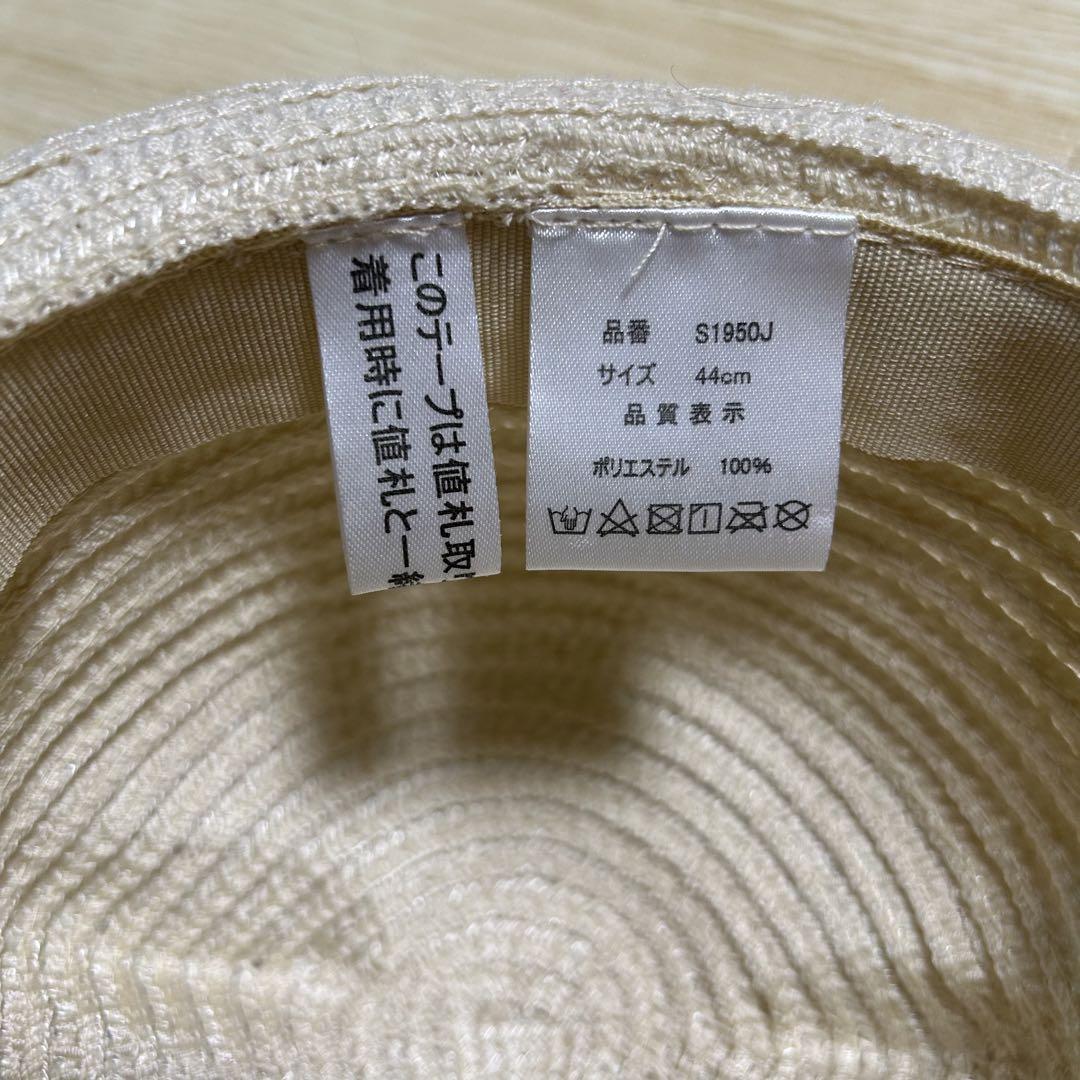 このテープは値札取
着用時に値札と一緒
品番 S1950J
サイズ 44cm
品質表示
ポリエステル 100%